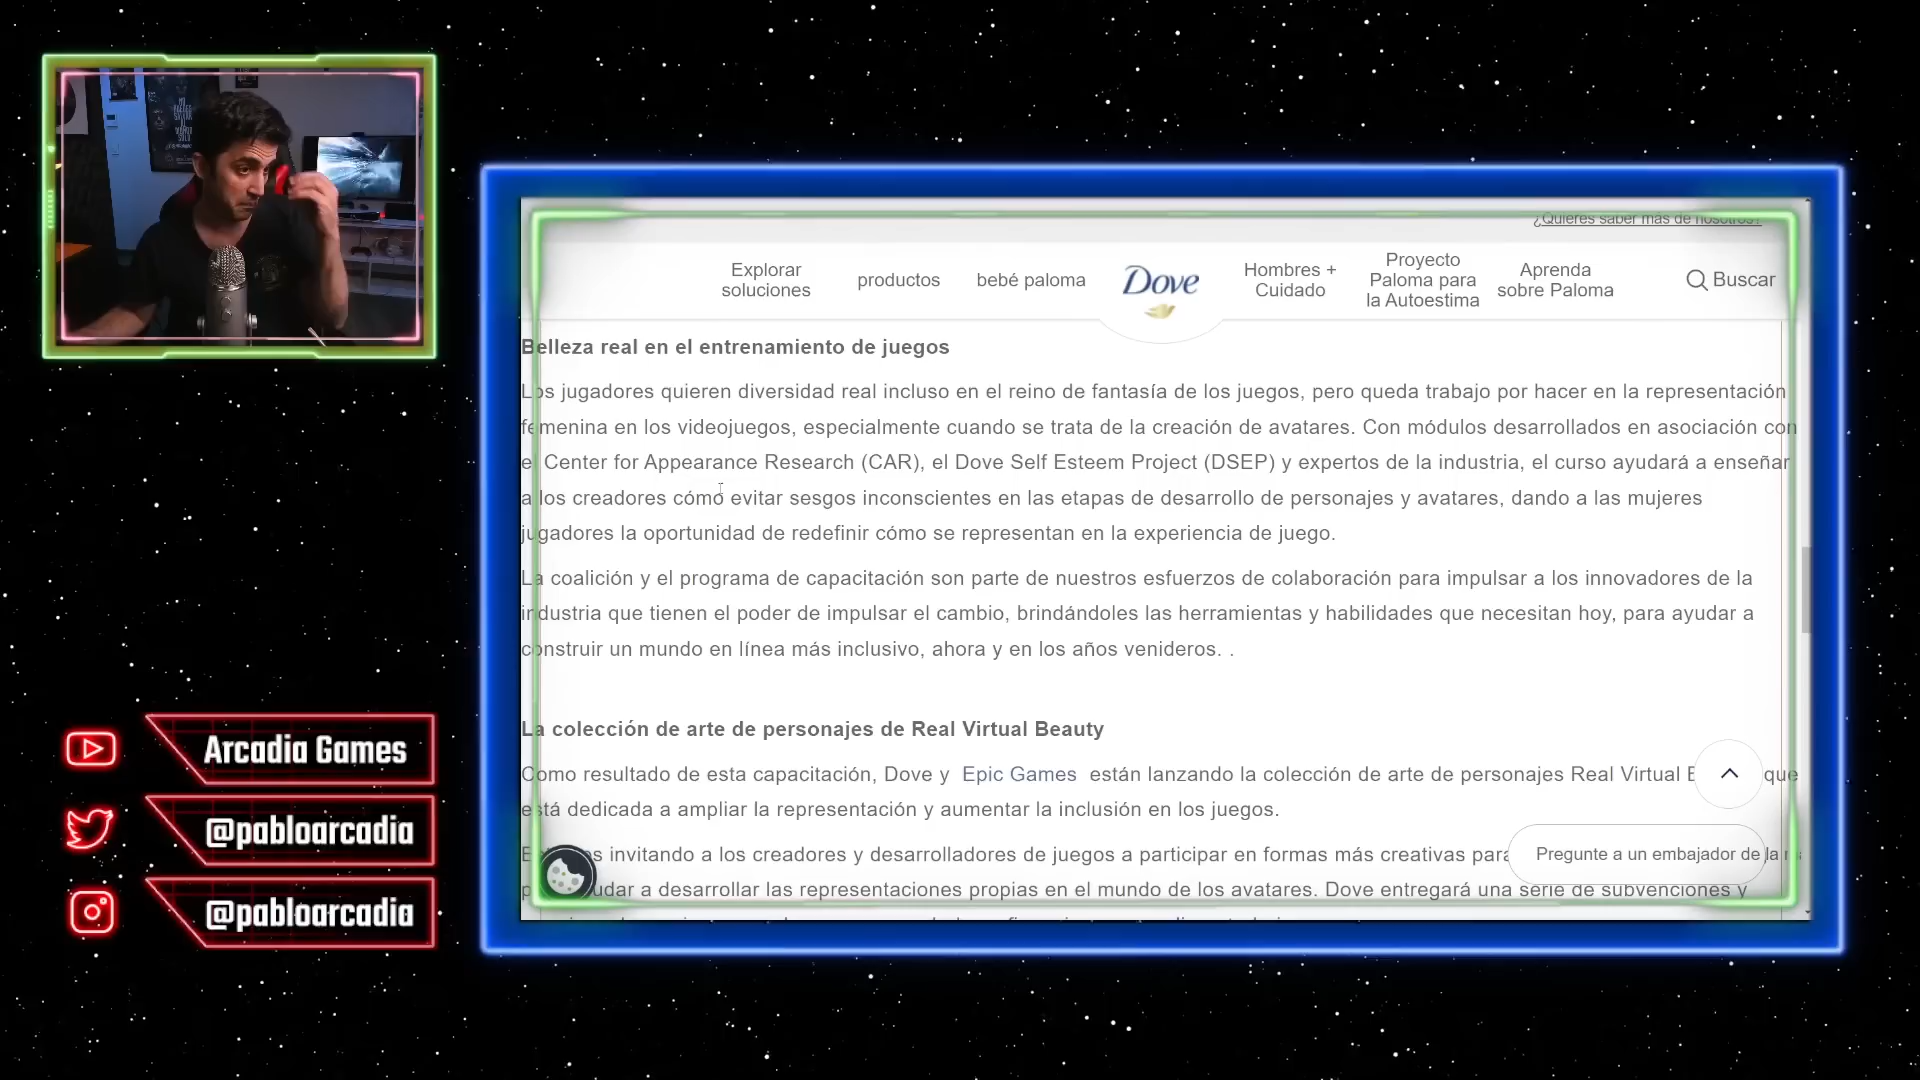 ¿Quieres saber más de nosotros?
Explorar soluciones
productos
bebé paloma
Dove
Hombres + Cuidado
Proyecto Paloma para la Autoestima
Aprenda sobre Paloma
Buscar
Belleza real en el entrenamiento de juegos
Los jugadores quieren diversidad real incluso en el reino de fantasía de los juegos, pero queda trabajo por hacer en la representación
femenina en los videojuegos, especialmente cuando se trata de la creación de avatares. Con módulos desarrollados en asociación con
el Center for Appearance Research (CAR), el Dove Self Esteem Project (DSEP) y expertos de la industria, el curso ayudará a enseñar
a los creadores cómo evitar sesgos inconscientes en las etapas de desarrollo de personajes y avatares, dando a las mujeres
jugadores la oportunidad de redefinir cómo se representan en la experiencia de juego.
La coalición y el programa de capacitación son parte de nuestros esfuerzos de colaboración para impulsar a los innovadores de la
industria que tienen el poder de impulsar el cambio, brindándoles las herramientas y habilidades que necesitan hoy, para ayudar a
construir un mundo en línea más inclusivo, ahora y en los años venideros. .
La colección de arte de personajes de Real Virtual Beauty
Como resultado de esta capacitación, Dove y Epic Games están lanzando la colección de arte de personajes Real Virtual que
está dedicada a ampliar la representación y aumentar la inclusión en los juegos.
invitando a los creadores y desarrolladores de juegos a participar en formas más creativas para
Pregunte a un embajador de la
a desarrollar las representaciones propias en el mundo de los avatares. Dove entregará una serie de subvenciones y
Arcadia Games
@pabloarcadia
@pabloarcadia